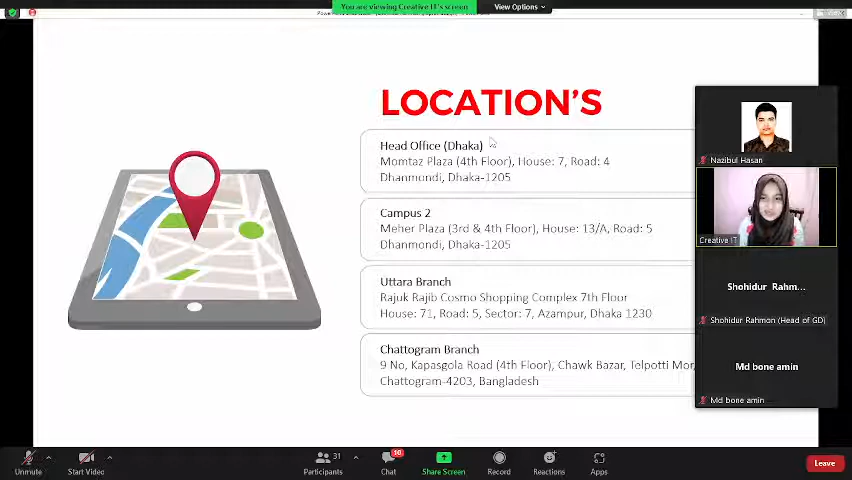 You are viewing Creative IT's screen
View Options
LOCATION'S
Head Office (Dhaka)
Momtaz Plaza (4th Floor), House: 7, Road: 4
Dhanmondi, Dhaka-1205
Campus 2
Meher Plaza (3rd & 4th Floor), House: 13/A, Road: 5
Dhanmondi, Dhaka-1205
Uttara Branch
Rajuk Rajib Cosmo Shopping Complex 7th Floor
House: 71, Road: 5, Sector: 7, Azampur, Dhaka 1230
Chattogram Branch
9 No, Kapasgola Road (4th Floor), Chawk Bazar, Telpotti Mor,
Chattogram-4203, Bangladesh
Nazibul Hasan
Creative IT
Shohidur Rahm...
Shohidur Rahmon (Head of GD)
Md bone amin
Md bone amin
Unmute
Start Video
31
Participants
Chat
Share Screen
Record
Reactions
Apps
Leave